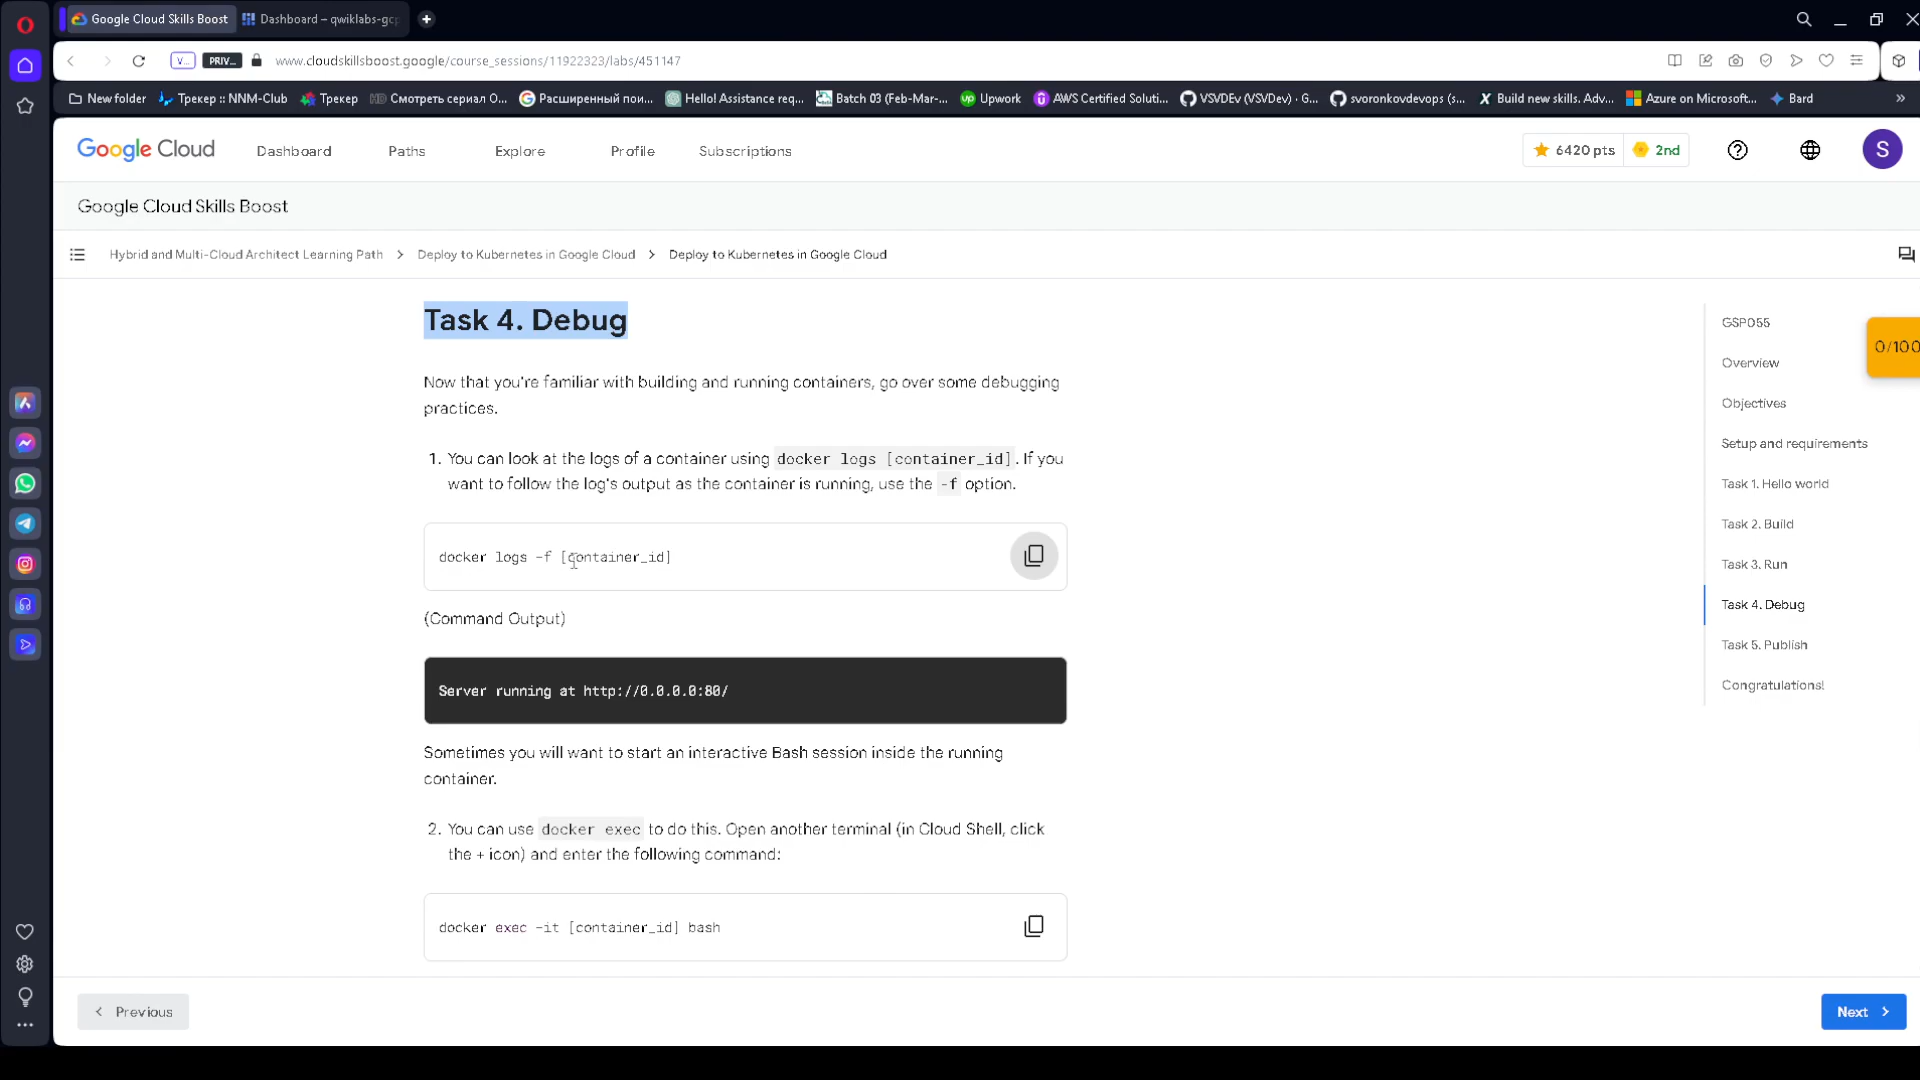 Google Cloud Skills Boost
Dashboard – qwiklabs-gcp
V...
PRIV...
www.cloudskillsboost.google/course_sessions/11922323/labs/451147
New folder
Трекер :: NNM-Club
Трекер
Смотреть сериал О...
Расширенный пои...
Hello! Assistance req...
Batch 03 (Feb-Mar-...
Upwork
AWS Certified Soluti...
VSVDEv (VSVDev) · G...
svoronkovdevops (s...
Build new skills. Adv...
Azure on Microsoft...
Bard
»
Google Cloud
Dashboard
Paths
Explore
Profile
Subscriptions
6420 pts
2nd
S
Google Cloud Skills Boost
Hybrid and Multi-Cloud Architect Learning Path > Deploy to Kubernetes in Google Cloud > Deploy to Kubernetes in Google Cloud
Task 4. Debug
Now that you're familiar with building and running containers, go over some debugging
practices.
1. You can look at the logs of a container using docker logs [container_id]. If you
want to follow the log's output as the container is running, use the -f option.
docker logs -f [container_id]
(Command Output)
Server running at http://0.0.0.0:80/
Sometimes you will want to start an interactive Bash session inside the running
container.
2. You can use docker exec to do this. Open another terminal (in Cloud Shell, click
the + icon) and enter the following command:
docker exec -it [container_id] bash
GSP055
Overview
Objectives
Setup and requirements
Task 1. Hello world
Task 2. Build
Task 3. Run
Task 4. Debug
Task 5. Publish
Congratulations!
0/100
Previous
Next